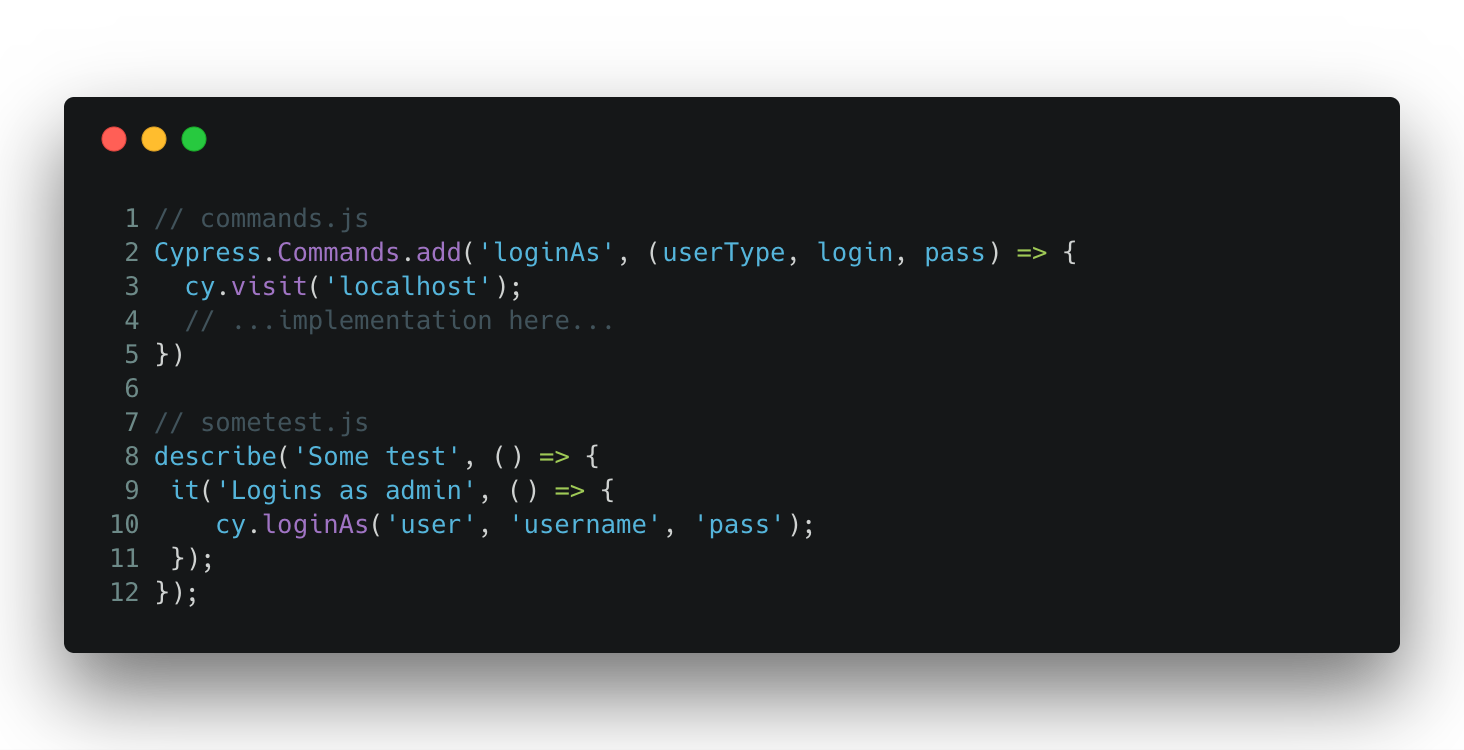 1 // commands.js
2 Cypress.Commands.add('loginAs', (userType, login, pass) => {
3   cy.visit('localhost');
4   // ...implementation here...
5 })
6
7 // sometest.js
8 describe('Some test', () => {
9  it('Logins as admin', () => {
10     cy.loginAs('user', 'username', 'pass');
11  });
12 });